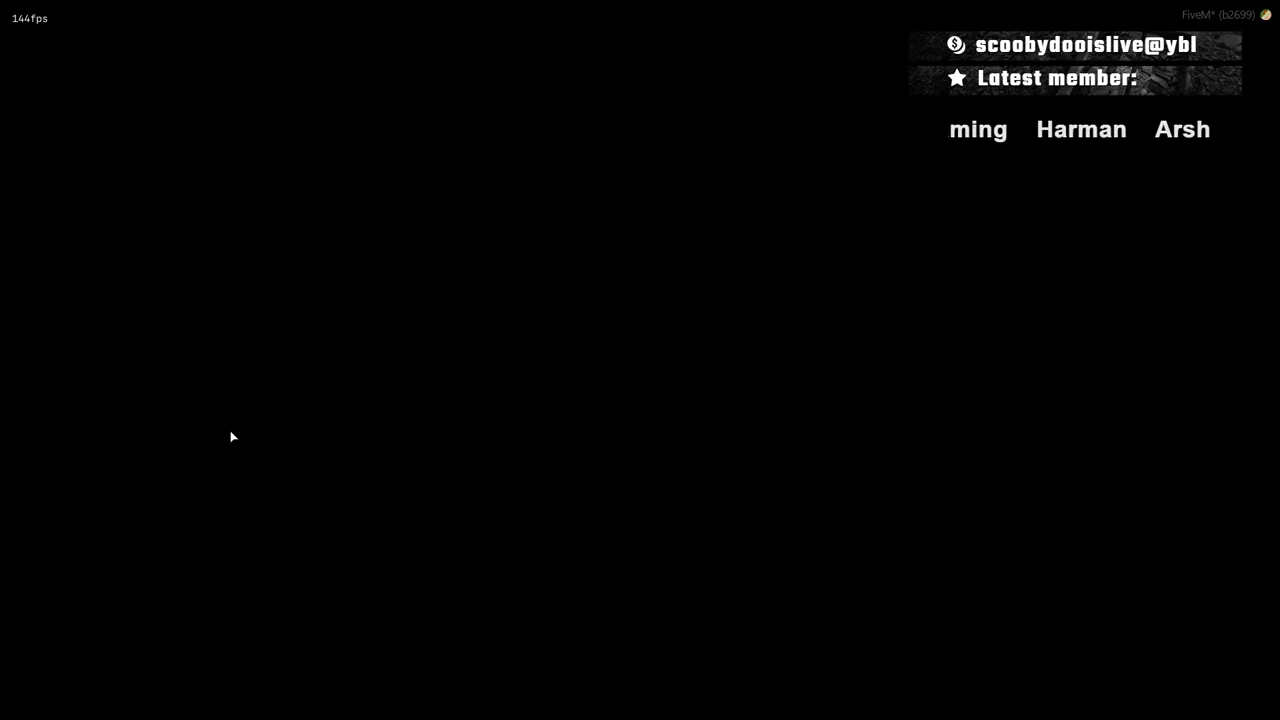 144fps
FiveM* (b2699)
scoobydooislive@ybl
Latest member:
ming Harman Arsh